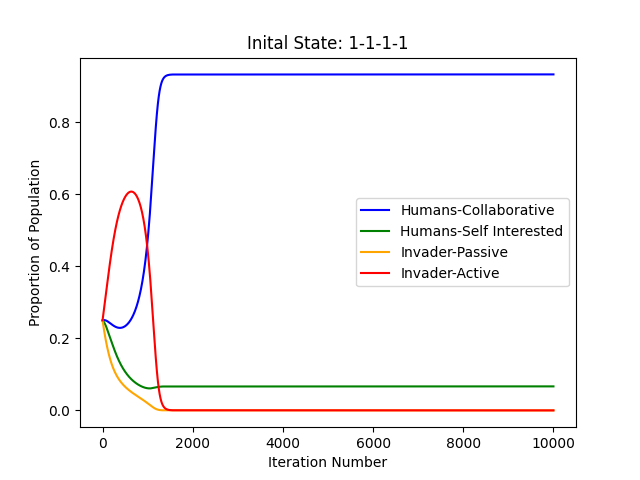 Inital State: 1-1-1-1
Proportion of Population
0.8
0.6
0.4
0.2
0.0
Humans-Collaborative
Humans-Self Interested
Invader-Passive
Invader-Active
0 2000 4000 6000 8000 10000
Iteration Number